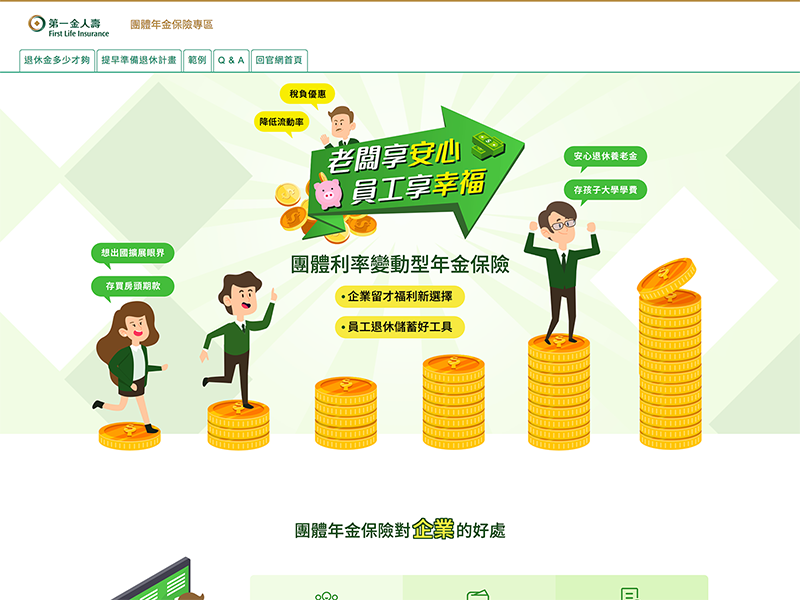 第一金人壽
First Life Insurance
團體年金保險專區
退休金多少才夠
提早準備退休計畫
範例
Q & A
回官網首頁
稅負優惠
降低流動率
老闆享安心
員工享幸福
安心退休養老金
存孩子大學學費
想出國擴展眼界
存買房頭期款
團體利率變動型年金保險
•企業留才福利新選擇
•員工退休儲蓄好工具
團體年金保險對企業的好處